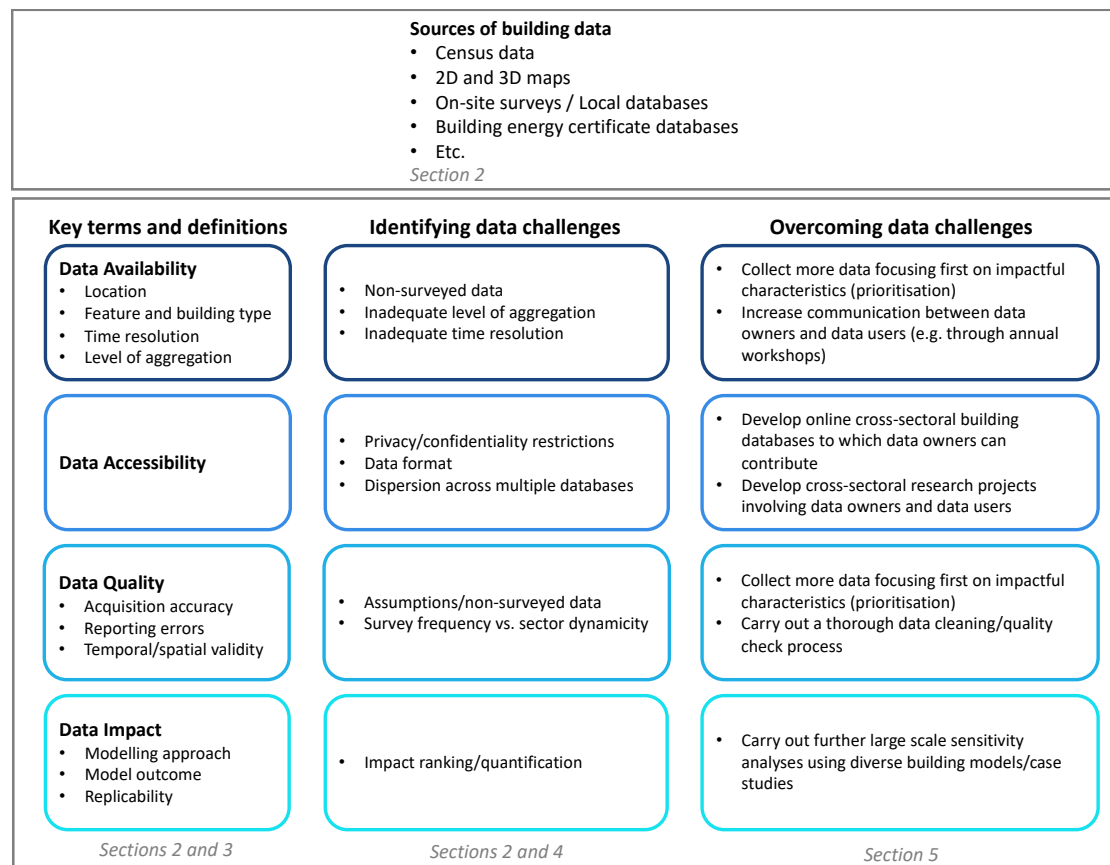 Sources of building data
• Census data
• 2D and 3D maps
• On-site surveys / Local databases
• Building energy certificate databases
• Etc.
Section 2
Key terms and definitions
Identifying data challenges
Overcoming data challenges
Data Availability
• Location
• Feature and building type
• Time resolution
• Level of aggregation
• Non-surveyed data
• Inadequate level of aggregation
• Inadequate time resolution
• Collect more data focusing first on impactful
characteristics (prioritisation)
• Increase communication between data
owners and data users (e.g. through annual
workshops)
Data Accessibility
• Privacy/confidentiality restrictions
• Data format
• Dispersion across multiple databases
• Develop online cross-sectoral building
databases to which data owners can
contribute
• Develop cross-sectoral research projects
involving data owners and data users
Data Quality
• Acquisition accuracy
• Reporting errors
• Temporal/spatial validity
• Assumptions/non-surveyed data
• Survey frequency vs. sector dynamicity
• Collect more data focusing first on impactful
characteristics (prioritisation)
• Carry out a thorough data cleaning/quality
check process
Data Impact
• Modelling approach
• Model outcome
• Replicability
• Impact ranking/quantification
• Carry out further large scale sensitivity
analyses using diverse building models/case
studies
Sections 2 and 3
Sections 2 and 4
Section 5